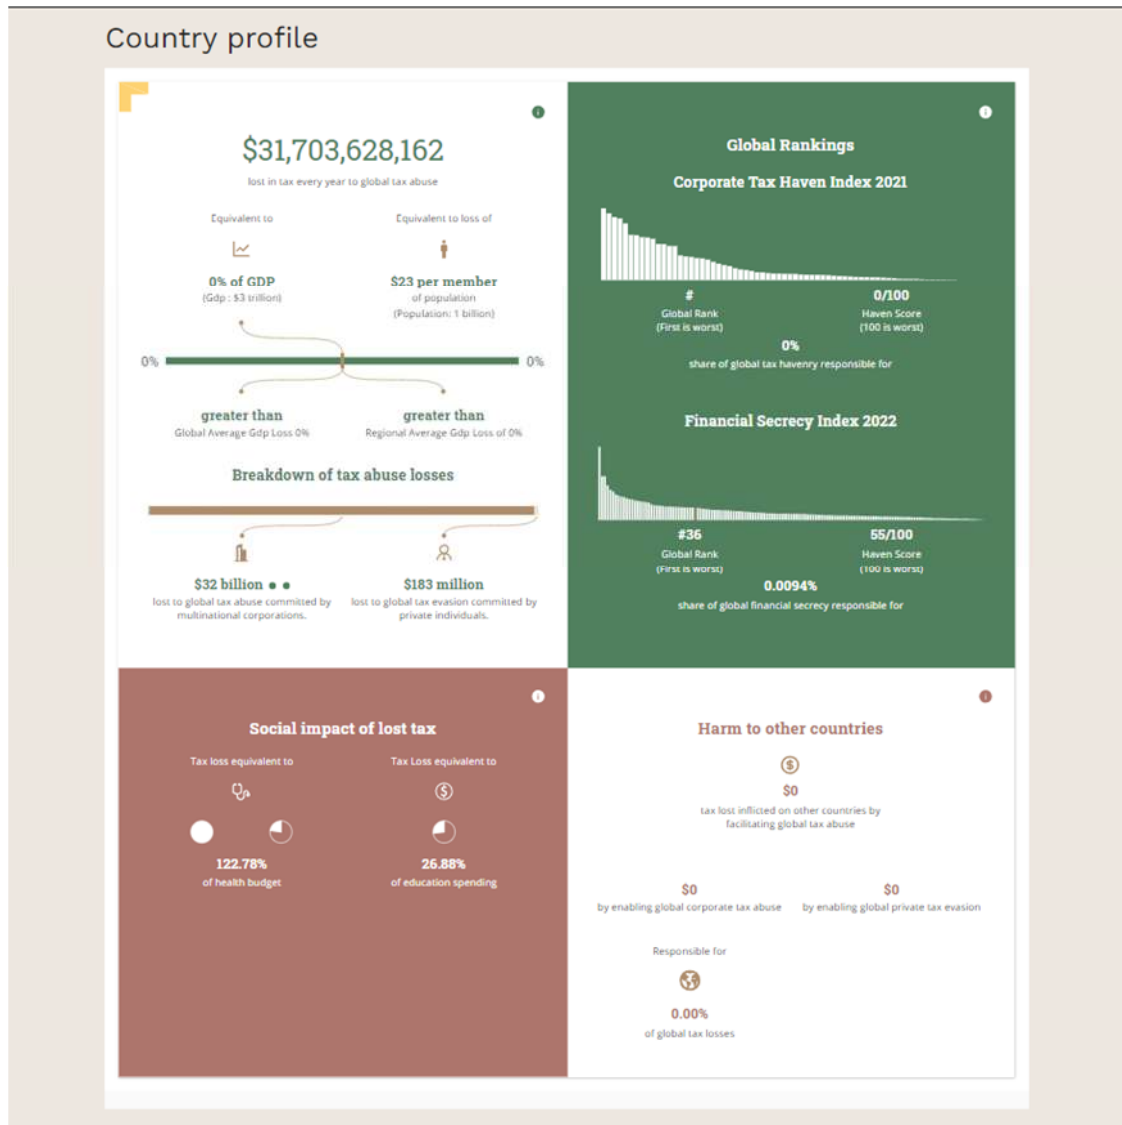 Country profile
$31,703,628,162
lost in tax every year to global tax abuse
Equivalent to
Equivalent to loss of
0% of GDP
(Gdp : $3 trillion)
$23 per member
of population
(Population: 1 billion)
0%
0%
greater than
Global Average Gdp Loss 0%
greater than
Regional Average Gdp Loss of 0%
Breakdown of tax abuse losses
$32 billion
lost to global tax abuse committed by
multinational corporations.
$183 million
lost to global tax evasion committed by
private individuals.
Global Rankings
Corporate Tax Haven Index 2021
#
Global Rank
(First is worst)
0/100
Haven Score
(100 is worst)
0%
share of global tax havenry responsible for
Financial Secrecy Index 2022
#36
Global Rank
(First is worst)
55/100
Haven Score
(100 is worst)
0.0094%
share of global financial secrecy responsible for
Social impact of lost tax
Tax loss equivalent to
122.78%
of health budget
Tax Loss equivalent to
26.88%
of education spending
Harm to other countries
$0
tax lost inflicted on other countries by
facilitating global tax abuse
$0
by enabling global corporate tax abuse
$0
by enabling global private tax evasion
Responsible for
0.00%
of global tax losses